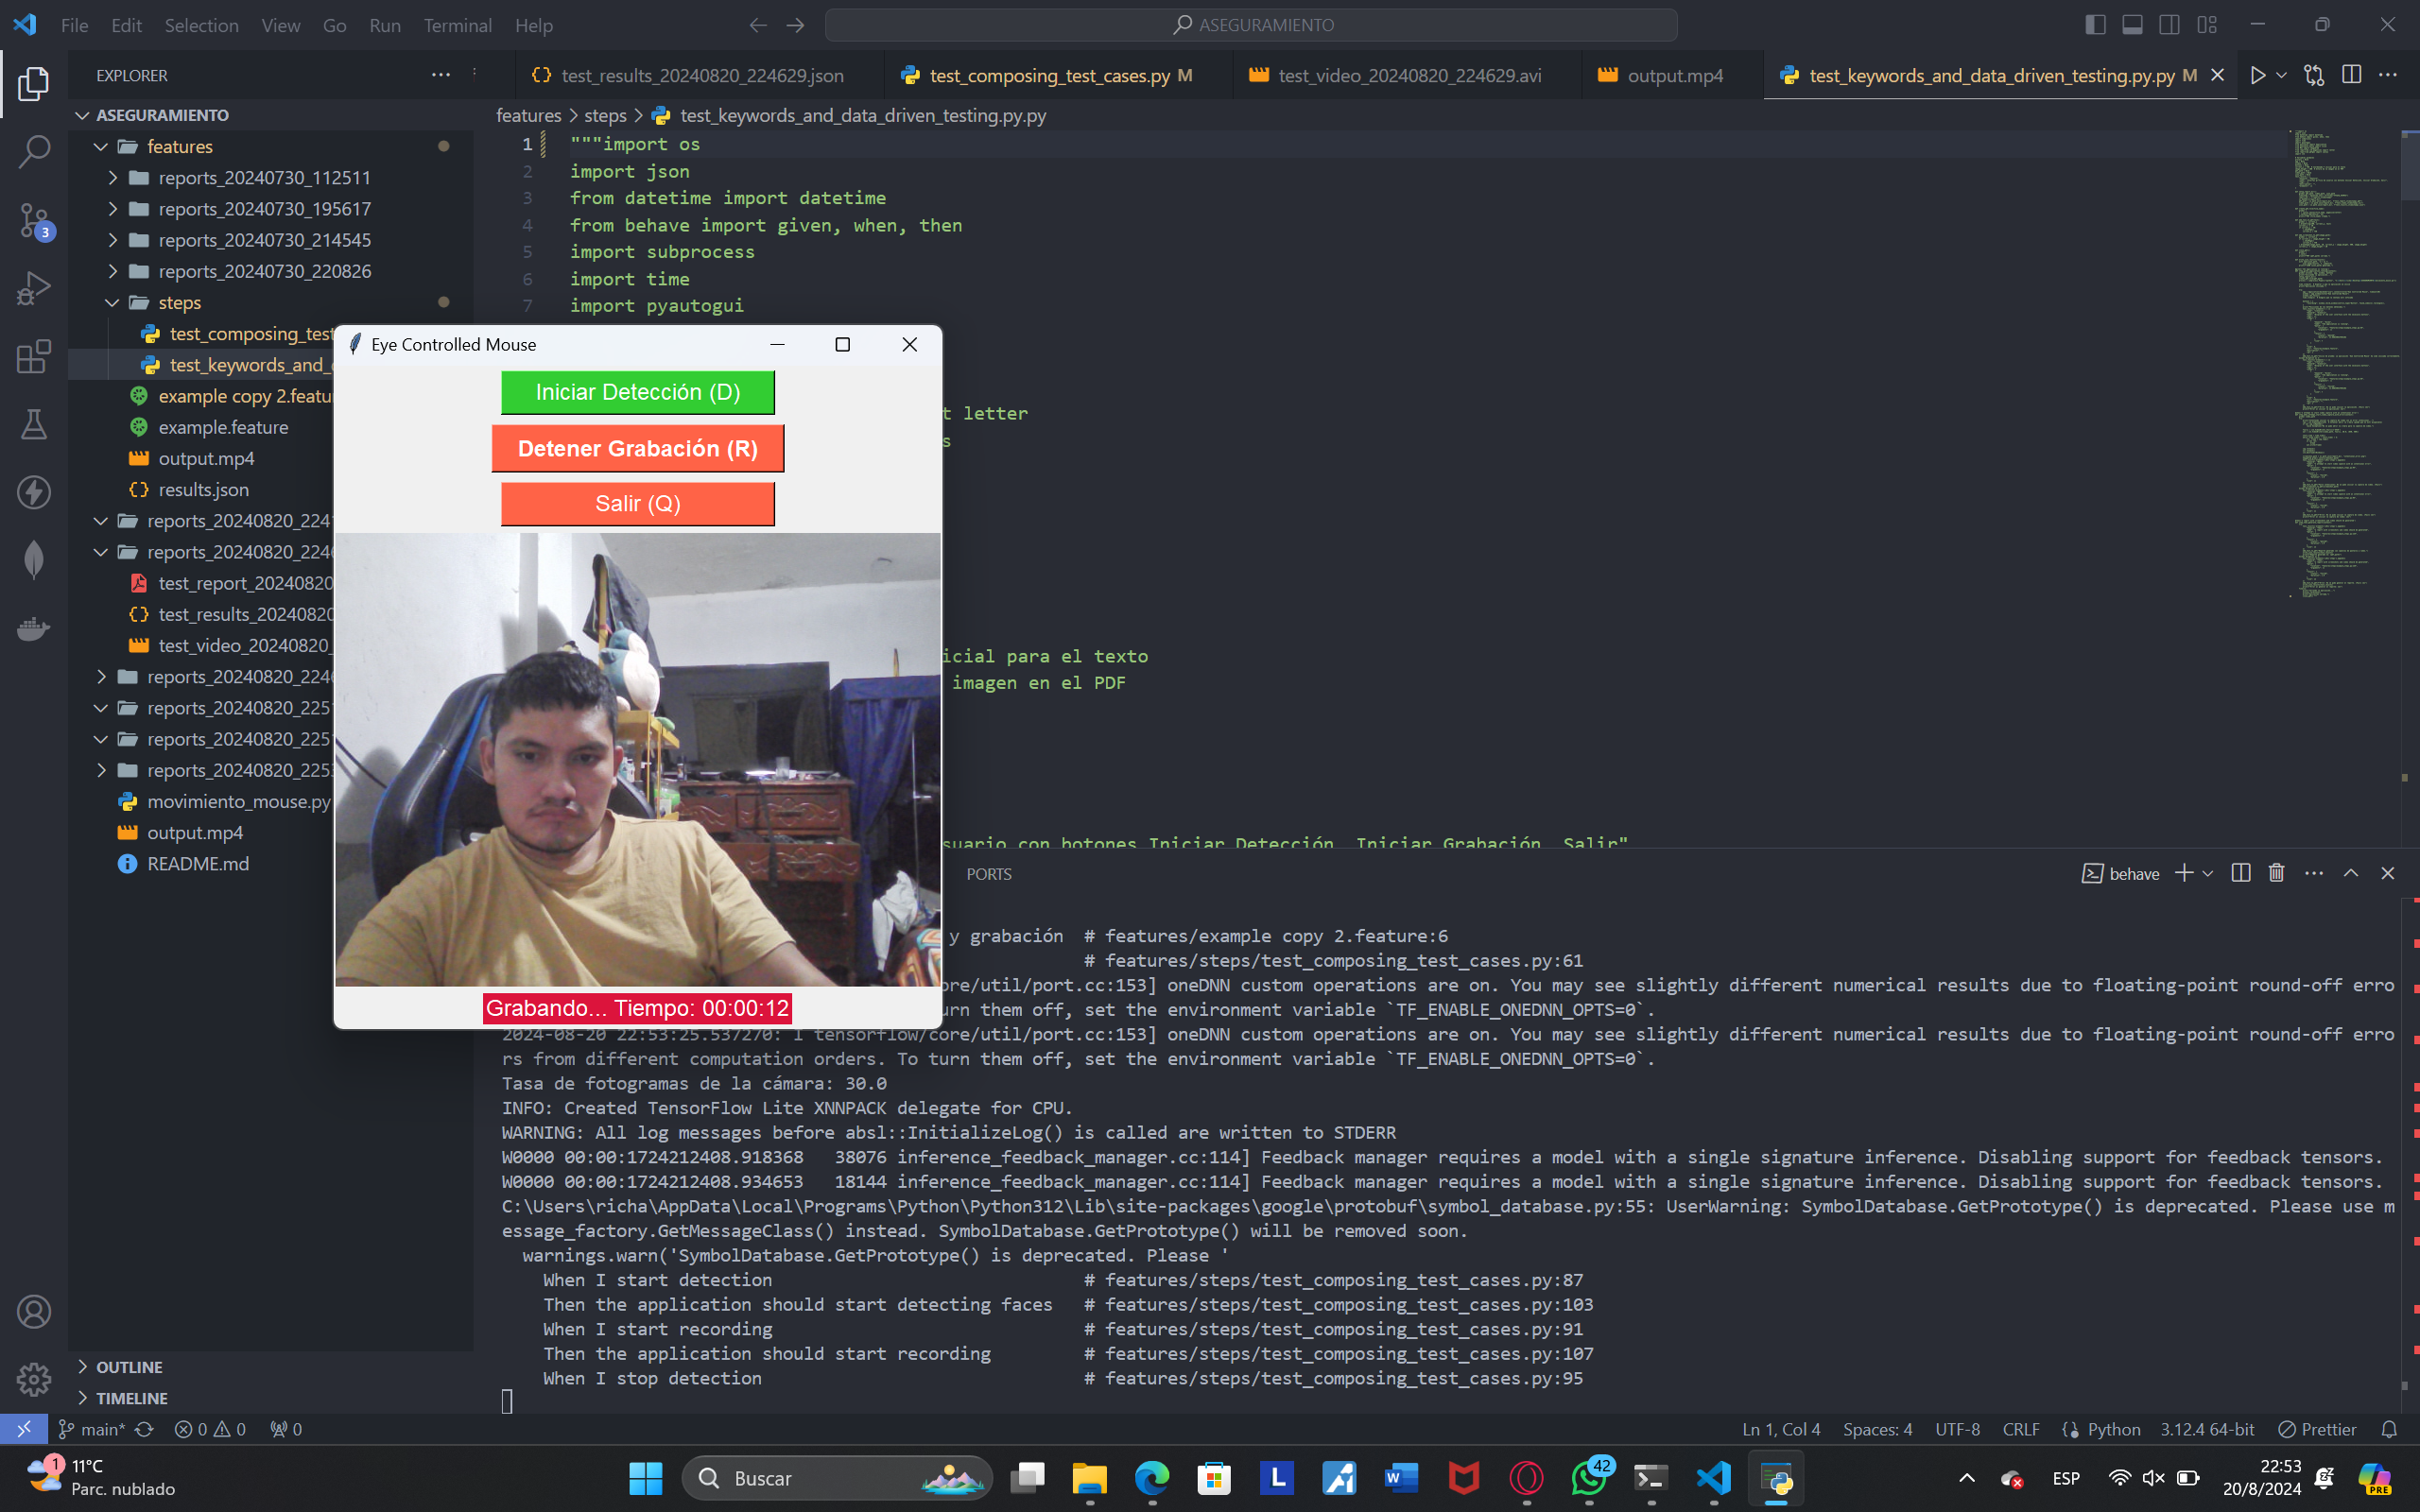 File Edit Selection View Go Run Terminal Help
ASEGURAMIENTO
EXPLORER
test_results_20240820_224629.json
test_composing_test_cases.py M
test_video_20240820_224629.avi
output.mp4
test_keywords_and_data_driven_testing.py.py M
ASEGURAMIENTO
features
reports_20240730_112511
reports_20240730_195617
reports_20240730_214545
reports_20240730_220826
steps
test_composing_test
test_keywords_and_
example copy 2.featu
example.feature
output.mp4
results.json
reports_20240820_224
reports_20240820_224
test_report_20240820
test_results_20240820
test_video_20240820_
reports_20240820_224
reports_20240820_225
reports_20240820_225
reports_20240820_225
movimiento_mouse.py
output.mp4
README.md
OUTLINE
TIMELINE
3
features > steps > test_keywords_and_data_driven_testing.py.py
1 """import os
2 import json
3 from datetime import datetime
4 from behave import given, when, then
5 import subprocess
6 import time
7 import pyautogui
t letter
s
icial para el texto
imagen en el PDF
suario con botones Iniciar Detección, Iniciar Grabación, Salir"
Eye Controlled Mouse
Iniciar Detección (D)
Detener Grabación (R)
Salir (Q)
Grabando... Tiempo: 00:00:12
PORTS
behave
y grabación # features/example copy 2.feature:6
# features/steps/test_composing_test_cases.py:61
ore/util/port.cc:153] oneDNN custom operations are on. You may see slightly different numerical results due to floating-point round-off erro
urn them off, set the environment variable `TF_ENABLE_ONEDNN_OPTS=0`.
2024-08-20 22:53:25.537270: I tensorflow/core/util/port.cc:153] oneDNN custom operations are on. You may see slightly different numerical results due to floating-point round-off erro
rs from different computation orders. To turn them off, set the environment variable `TF_ENABLE_ONEDNN_OPTS=0`.
Tasa de fotogramas de la cámara: 30.0
INFO: Created TensorFlow Lite XNNPACK delegate for CPU.
WARNING: All log messages before absl::InitializeLog() is called are written to STDERR
W0000 00:00:1724212408.918368 38076 inference_feedback_manager.cc:114] Feedback manager requires a model with a single signature inference. Disabling support for feedback tensors.
W0000 00:00:1724212408.934653 18144 inference_feedback_manager.cc:114] Feedback manager requires a model with a single signature inference. Disabling support for feedback tensors.
C:\Users\richa\AppData\Local\Programs\Python\Python312\Lib\site-packages\google\protobuf\symbol_database.py:55: UserWarning: SymbolDatabase.GetPrototype() is deprecated. Please use m
essage_factory.GetMessageClass() instead. SymbolDatabase.GetPrototype() will be removed soon.
warnings.warn('SymbolDatabase.GetPrototype() is deprecated. Please '
When I start detection # features/steps/test_composing_test_cases.py:87
Then the application should start detecting faces # features/steps/test_composing_test_cases.py:103
When I start recording # features/steps/test_composing_test_cases.py:91
Then the application should start recording # features/steps/test_composing_test_cases.py:107
When I stop detection # features/steps/test_composing_test_cases.py:95
main* 0 0 0
Ln 1, Col 4 Spaces: 4 UTF-8 CRLF Python 3.12.4 64-bit Prettier
1
11°C
Parc. nublado
Buscar
L
W
42
PRE
ESP
22:53
20/8/2024